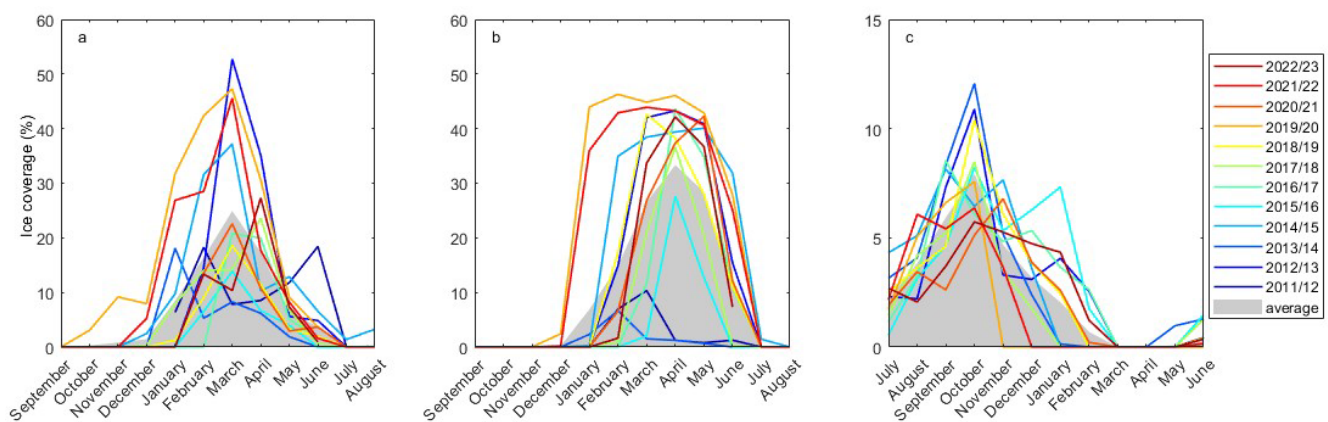 a
60
50
40
30
20
10
0
Ice coverage (%)
September
October
November
December
January
February
March
April
May
June
July
August
b
60
50
40
30
20
10
0
September
October
November
December
January
February
March
April
May
June
July
August
c
15
10
5
0
July
August
September
October
November
December
January
February
March
April
May
June
2022/23
2021/22
2020/21
2019/20
2018/19
2017/18
2016/17
2015/16
2014/15
2013/14
2012/13
2011/12
average